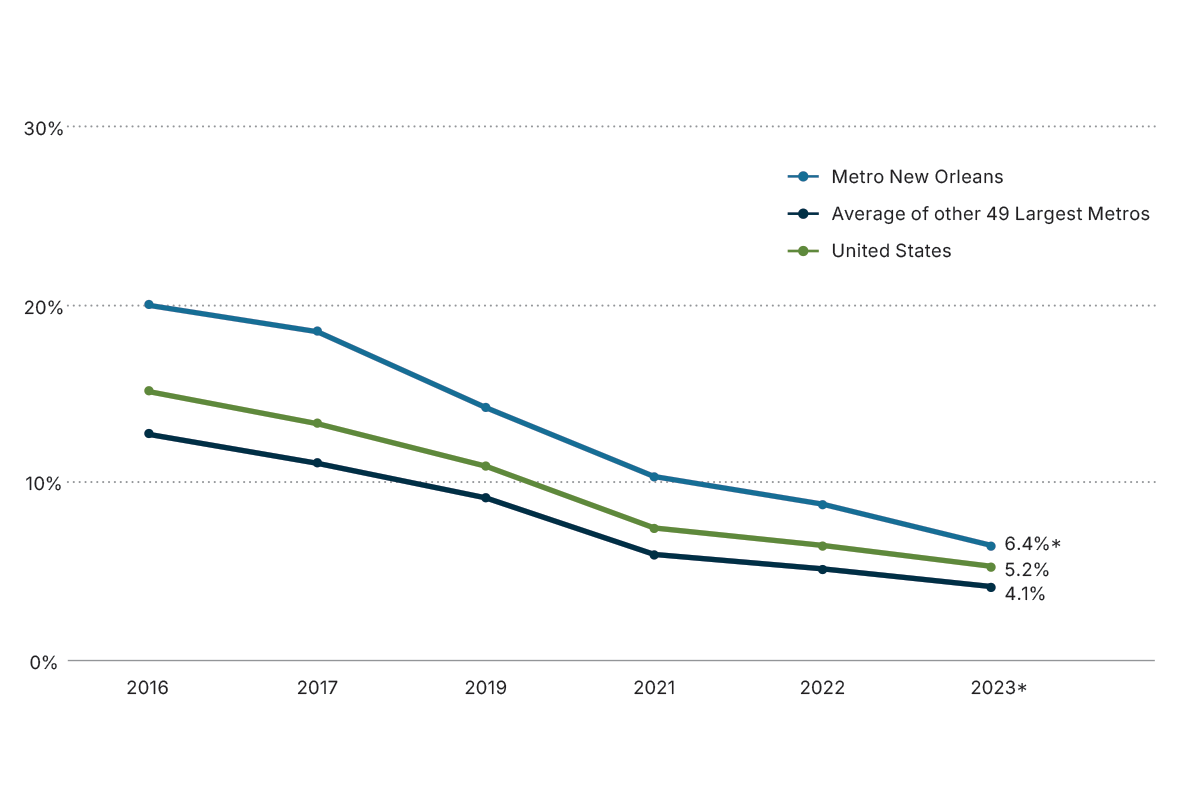 30%
Metro New Orleans
Average of other 49 Largest Metros
United States
20%
10%
6.4%*
5.2%
4.1%
0%
2016 2017 2019 2021 2022 2023*